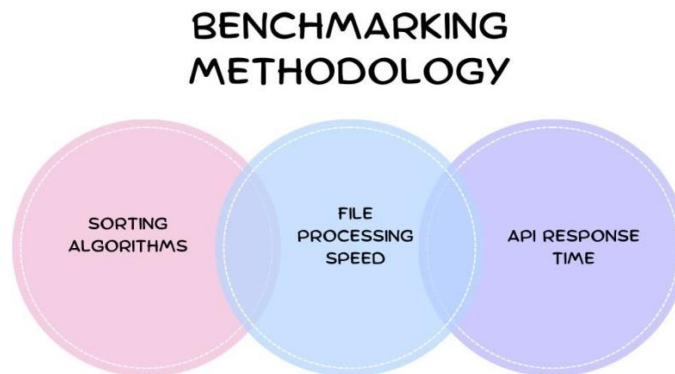 BENCHMARKING
METHODOLOGY
SORTING
ALGORITHMS
FILE
PROCESSING
SPEED
API RESPONSE
TIME